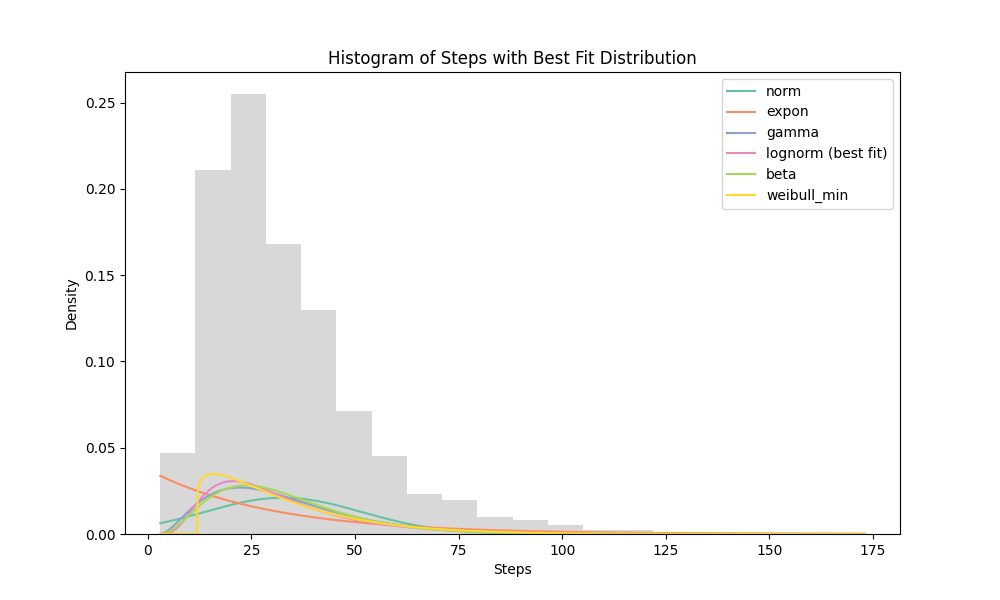 Histogram of Steps with Best Fit Distribution
norm
expon
gamma
lognorm (best fit)
beta
weibull_min
Density
0.25
0.20
0.15
0.10
0.05
0.00
0 25 50 75 100 125 150 175
Steps